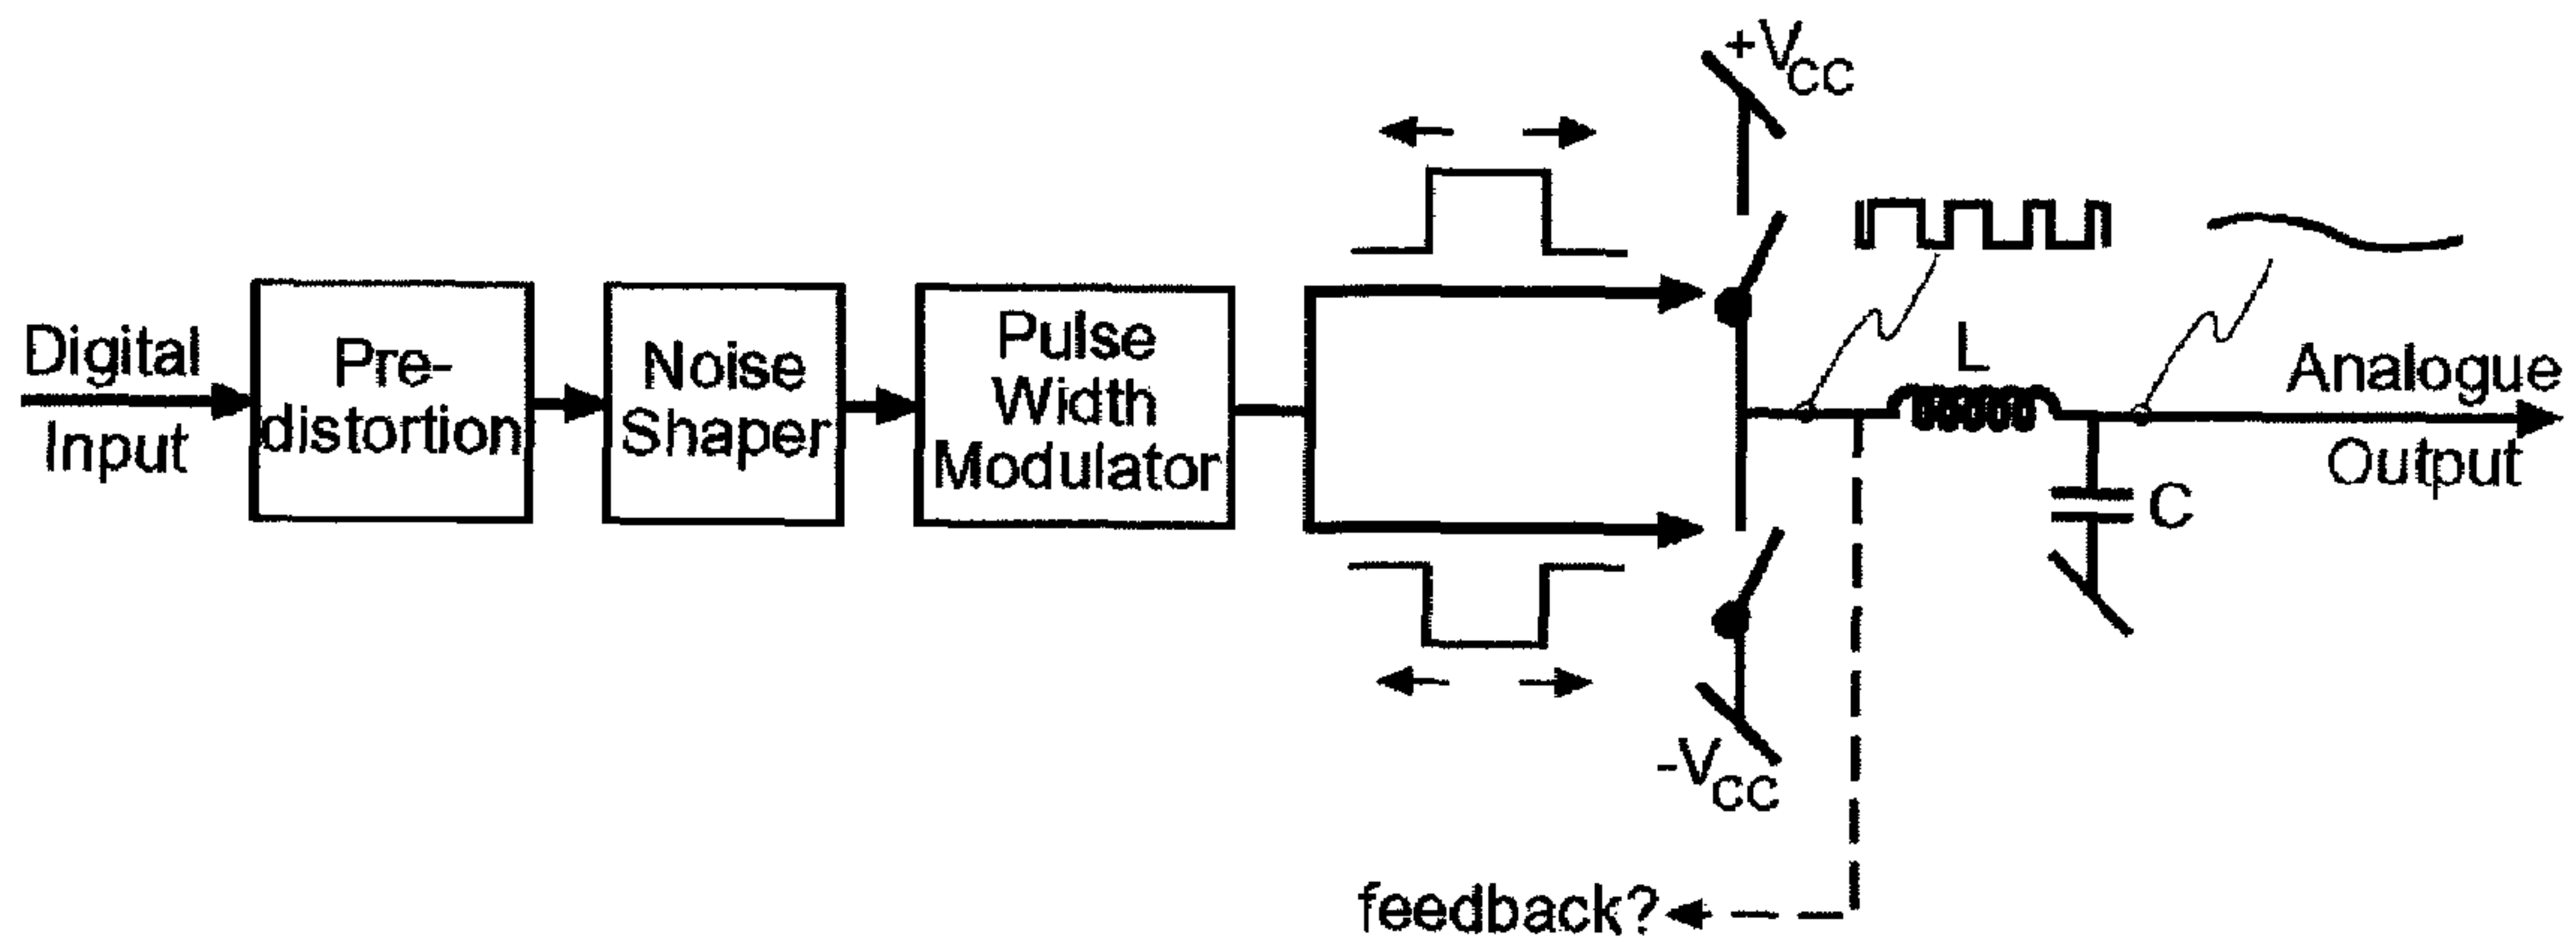 Digital
Input
Pre-
distortion
Noise
Shaper
Pulse
Width
Modulator
+VCC
-VCC
L
C
Analogue
Output
feedback?